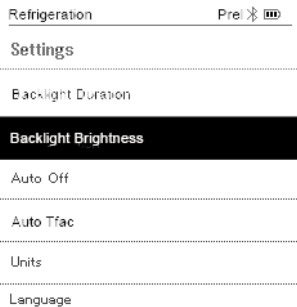 Refrigeration Prel
Settings
Backlight Duration
Backlight Brightness
Auto Off
Auto Tfac
Units
Language